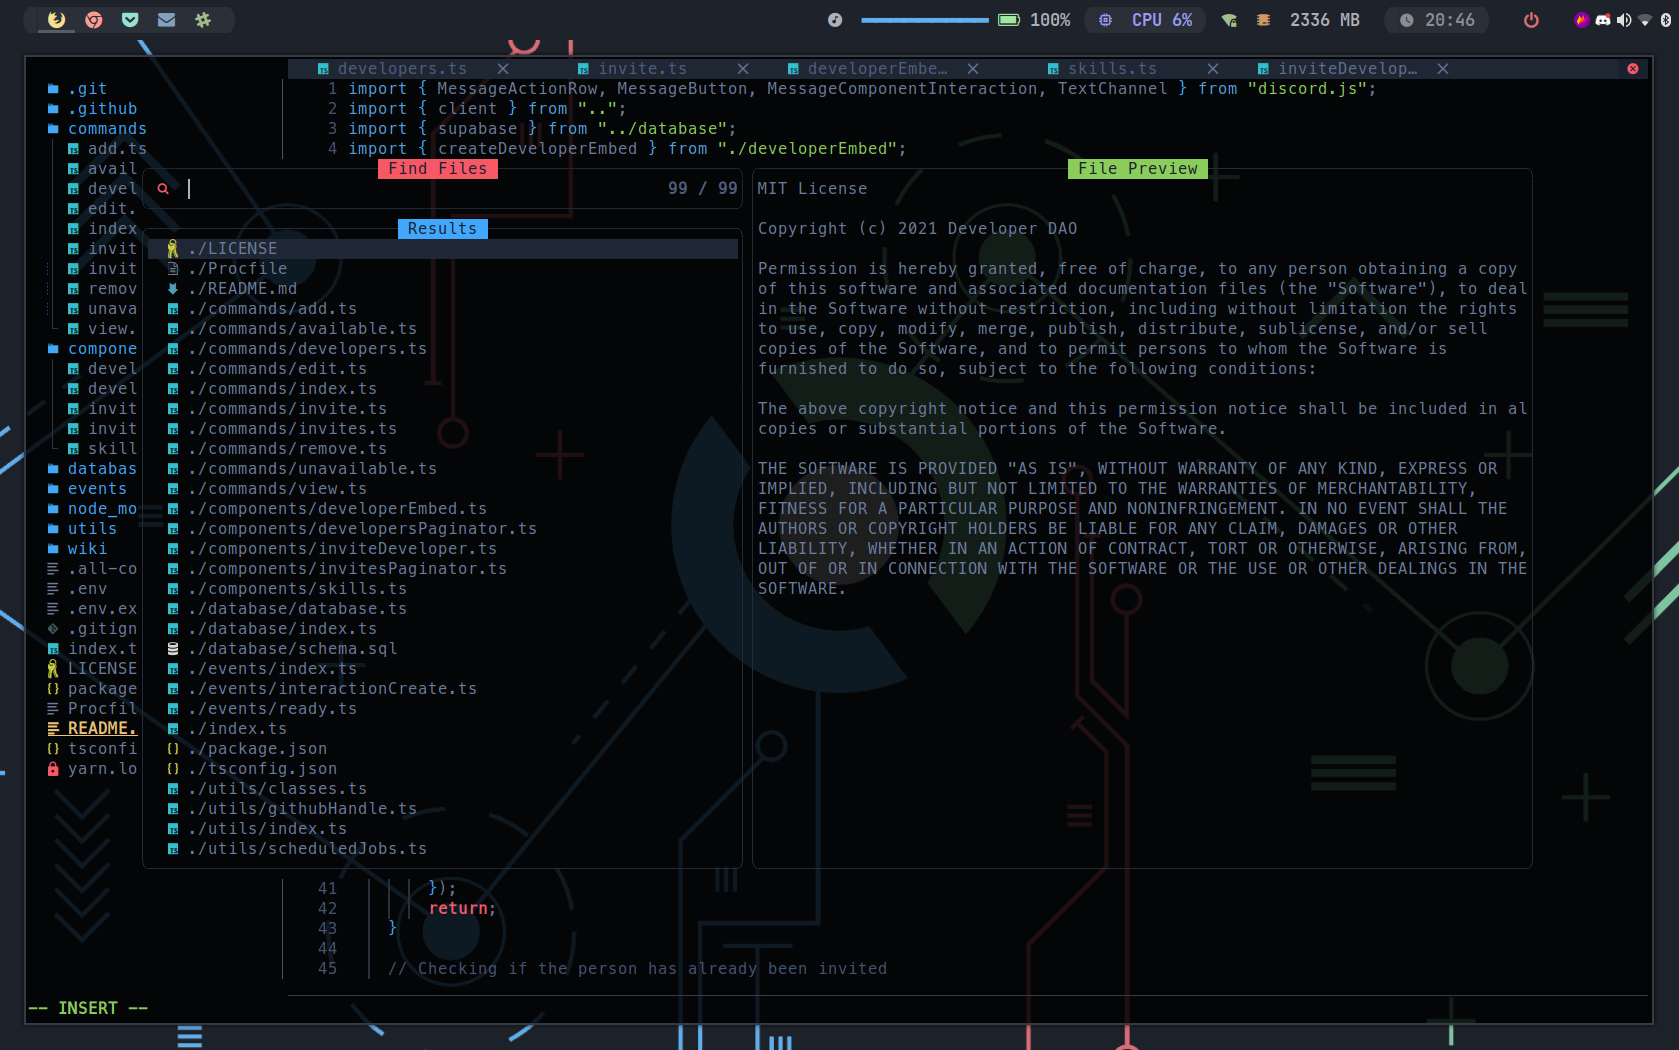 100%
CPU 6%
2336 MB
20:46
developers.ts
invite.ts
developerEmbe…
skills.ts
inviteDevelop…
1 import { MessageActionRow, MessageButton, MessageComponentInteraction, TextChannel } from "discord.js";
2 import { client } from "..";
3 import { supabase } from "../database";
4 import { createDeveloperEmbed } from "./developerEmbed";
.git
.github
commands
add.ts
avail
devel
edit.
index
invit
invit
remov
unava
view.
compone
devel
devel
invit
invit
skill
databas
events
node_mo
utils
wiki
.all-co
.env
.env.ex
.gitign
index.t
LICENSE
package
Procfil
README.
tsconfi
yarn.lo
Find Files
99 / 99
Results
./LICENSE
./Procfile
./README.md
./commands/add.ts
./commands/available.ts
./commands/developers.ts
./commands/edit.ts
./commands/index.ts
./commands/invite.ts
./commands/invites.ts
./commands/remove.ts
./commands/unavailable.ts
./commands/view.ts
./components/developerEmbed.ts
./components/developersPaginator.ts
./components/inviteDeveloper.ts
./components/invitesPaginator.ts
./components/skills.ts
./database/database.ts
./database/index.ts
./database/schema.sql
./events/index.ts
./events/interactionCreate.ts
./events/ready.ts
./index.ts
./package.json
./tsconfig.json
./utils/classes.ts
./utils/githubHandle.ts
./utils/index.ts
./utils/scheduledJobs.ts
File Preview
MIT License
Copyright (c) 2021 Developer DAO
Permission is hereby granted, free of charge, to any person obtaining a copy
of this software and associated documentation files (the "Software"), to deal
in the Software without restriction, including without limitation the rights
to use, copy, modify, merge, publish, distribute, sublicense, and/or sell
copies of the Software, and to permit persons to whom the Software is
furnished to do so, subject to the following conditions:
The above copyright notice and this permission notice shall be included in al
copies or substantial portions of the Software.
THE SOFTWARE IS PROVIDED "AS IS", WITHOUT WARRANTY OF ANY KIND, EXPRESS OR
IMPLIED, INCLUDING BUT NOT LIMITED TO THE WARRANTIES OF MERCHANTABILITY,
FITNESS FOR A PARTICULAR PURPOSE AND NONINFRINGEMENT. IN NO EVENT SHALL THE
AUTHORS OR COPYRIGHT HOLDERS BE LIABLE FOR ANY CLAIM, DAMAGES OR OTHER
LIABILITY, WHETHER IN AN ACTION OF CONTRACT, TORT OR OTHERWISE, ARISING FROM,
OUT OF OR IN CONNECTION WITH THE SOFTWARE OR THE USE OR OTHER DEALINGS IN THE
SOFTWARE.
41 });
42 return;
43 }
44
45 // Checking if the person has already been invited
-- INSERT --